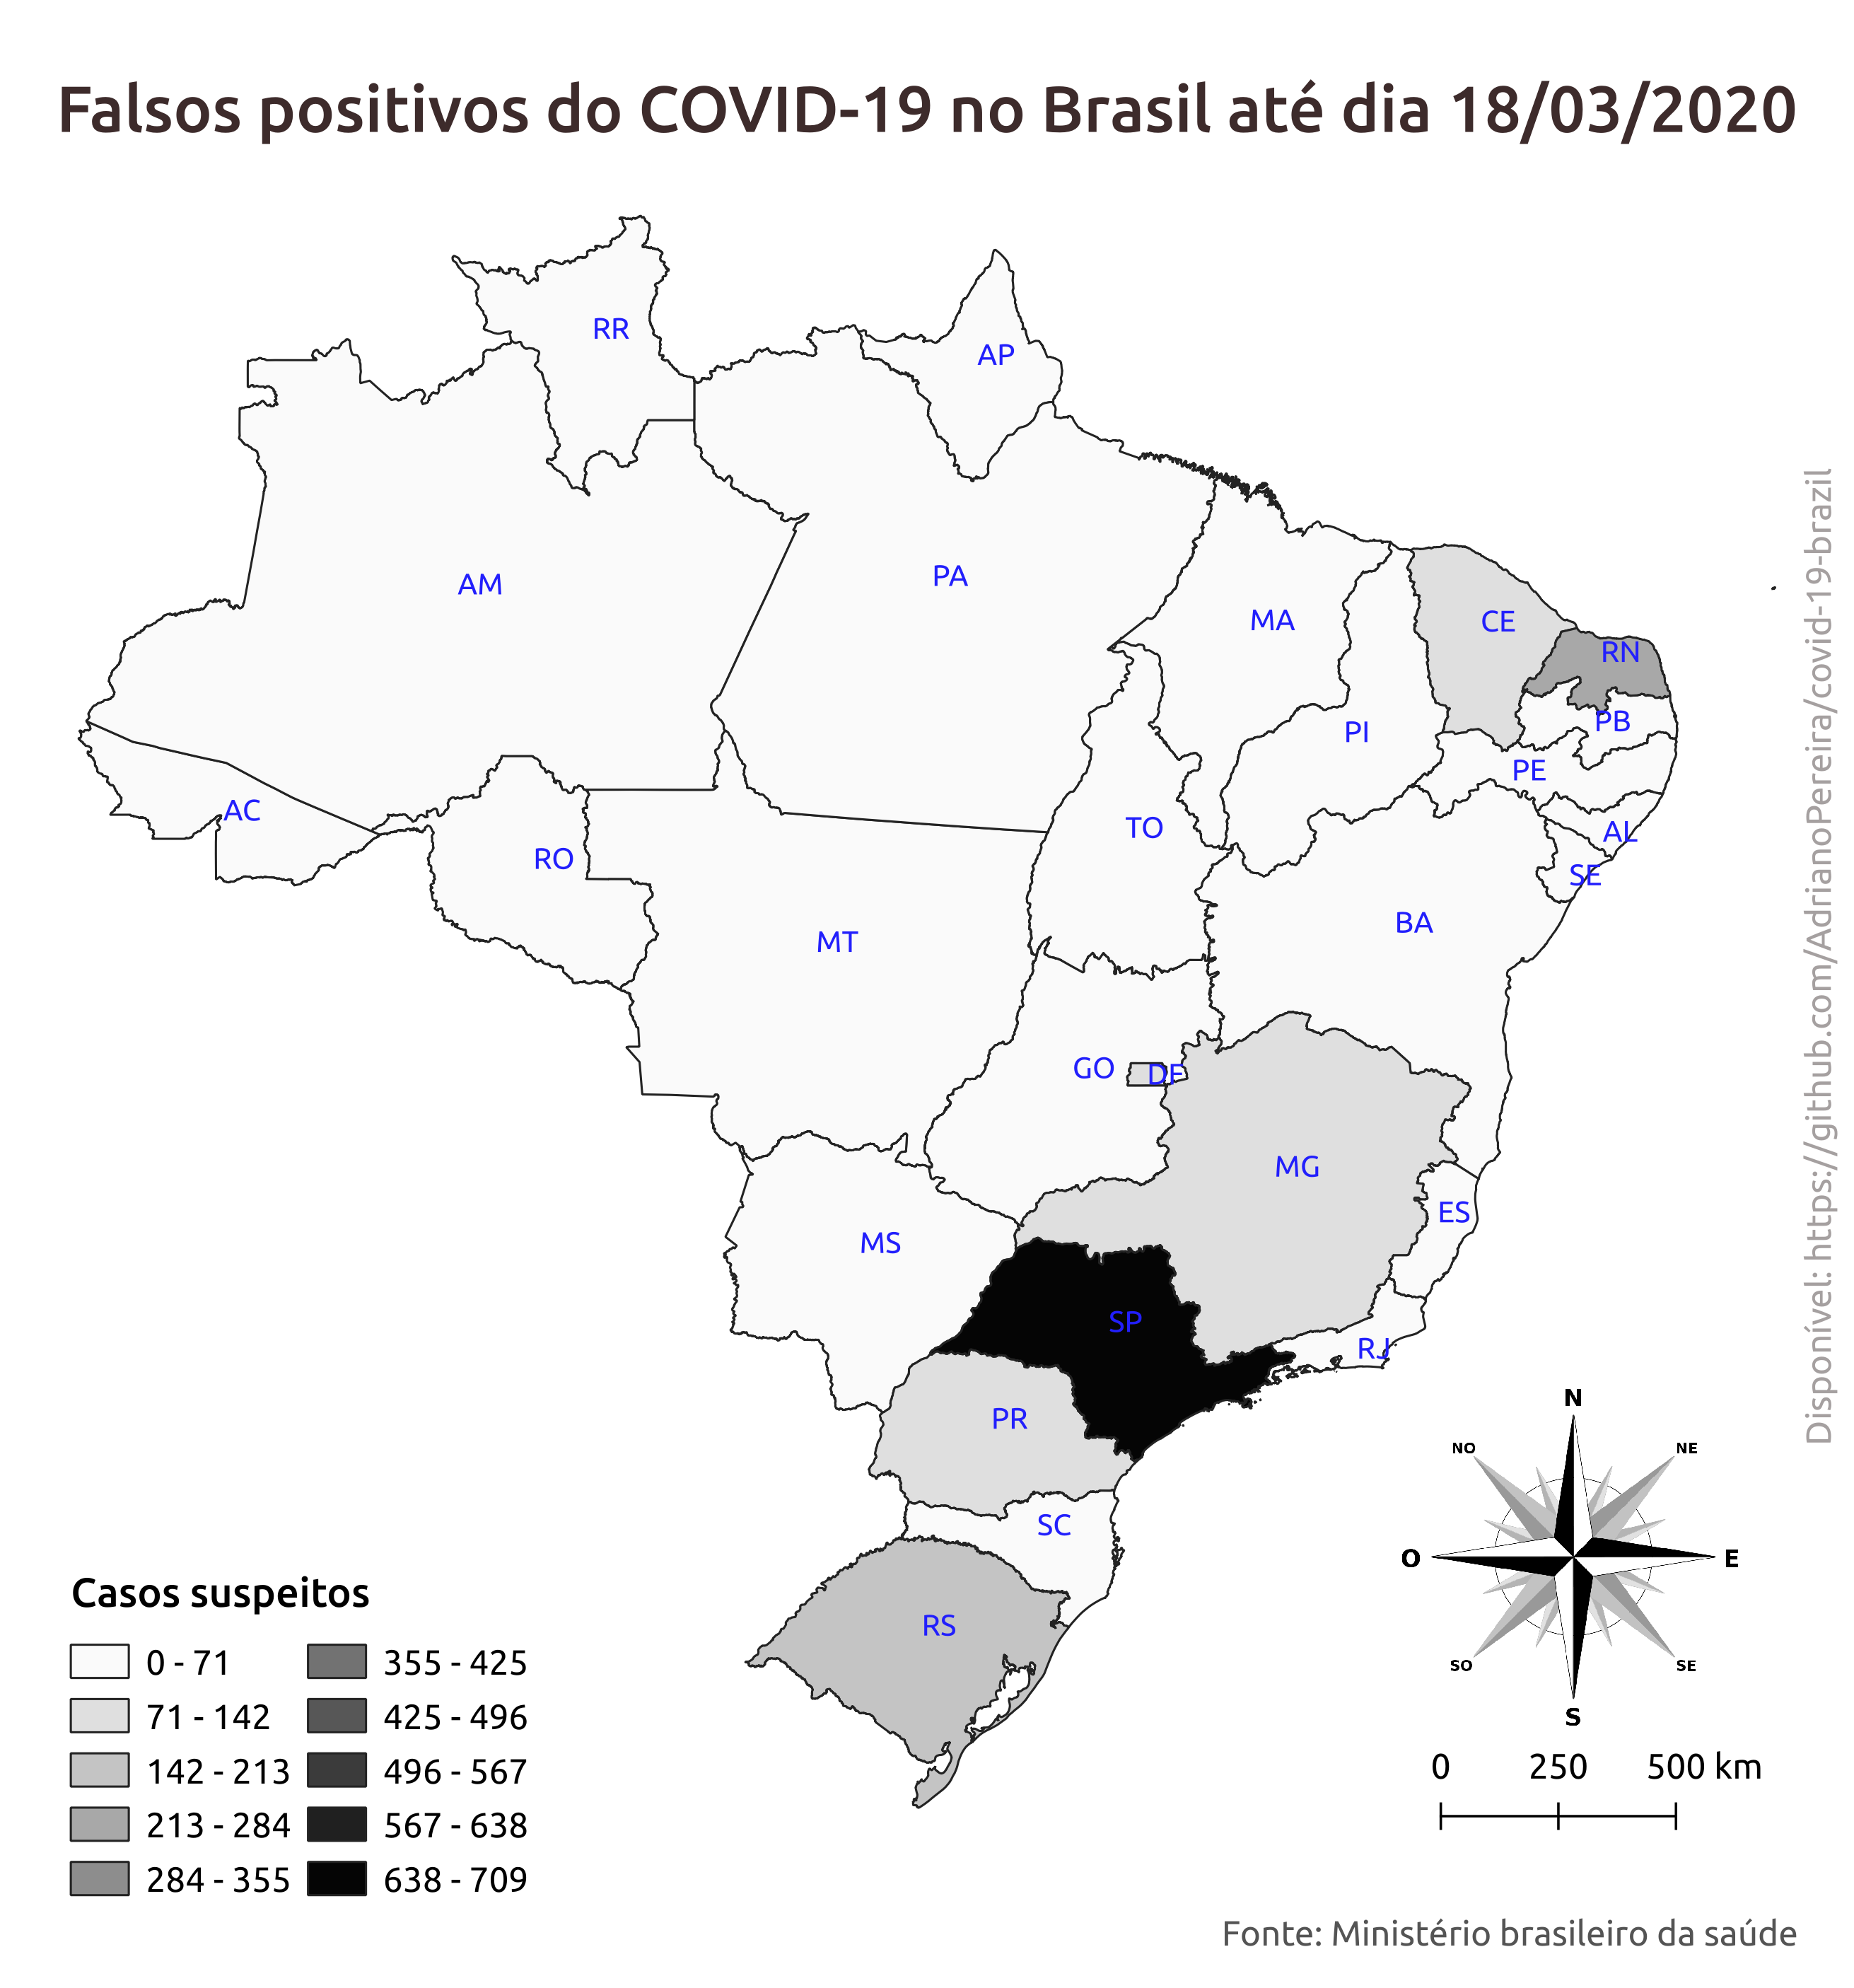 Falsos positivos do COVID-19 no Brasil até dia 18/03/2020
RR
AP
AM
PA
MA
CE
RN
PI
PB
PE
AC
TO
AL
RO
SE
BA
MT
GO
DF
MG
ES
MS
SP
RJ
PR
SC
RS
Disponível: https://github.com/AdrianoPereira/covid-19-brazil
N
NO
NE
O
E
SO
SE
S
Casos suspeitos
0 - 71
355 - 425
71 - 142
425 - 496
142 - 213
496 - 567
213 - 284
567 - 638
284 - 355
638 - 709
0 250 500 km
Fonte: Ministério brasileiro da saúde